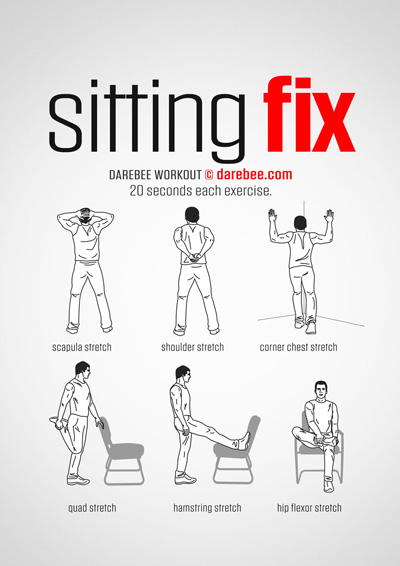 sitting fix
DAREBEE WORKOUT © darebee.com
20 seconds each exercise.
scapula stretch
shoulder stretch
corner chest stretch
quad stretch
hamstring stretch
hip flexor stretch